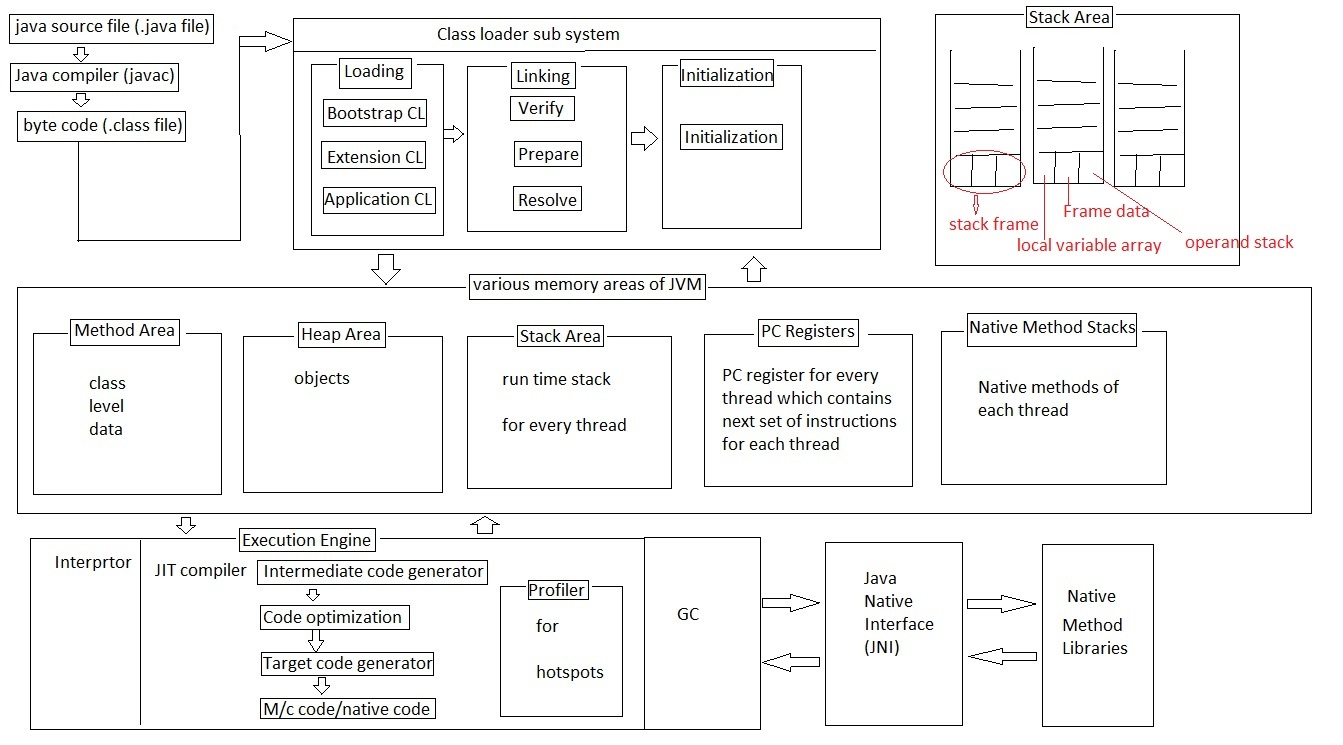 java source file (.java file)
Java compiler (javac)
byte code (.class file)
Class loader sub system
Loading
Bootstrap CL
Extension CL
Application CL
Linking
Verify
Prepare
Resolve
Initialization
Initialization
Stack Area
stack frame
Frame data
local variable array
operand stack
various memory areas of JVM
Method Area
class
level
data
Heap Area
objects
Stack Area
run time stack
for every thread
PC Registers
PC register for every
thread which contains
next set of instructions
for each thread
Native Method Stacks
Native methods of
each thread
Execution Engine
Interprtor
JIT compiler
Intermediate code generator
Code optimization
Target code generator
M/c code/native code
Profiler
for
hotspots
GC
Java
Native
Interface
(JNI)
Native
Method
Libraries